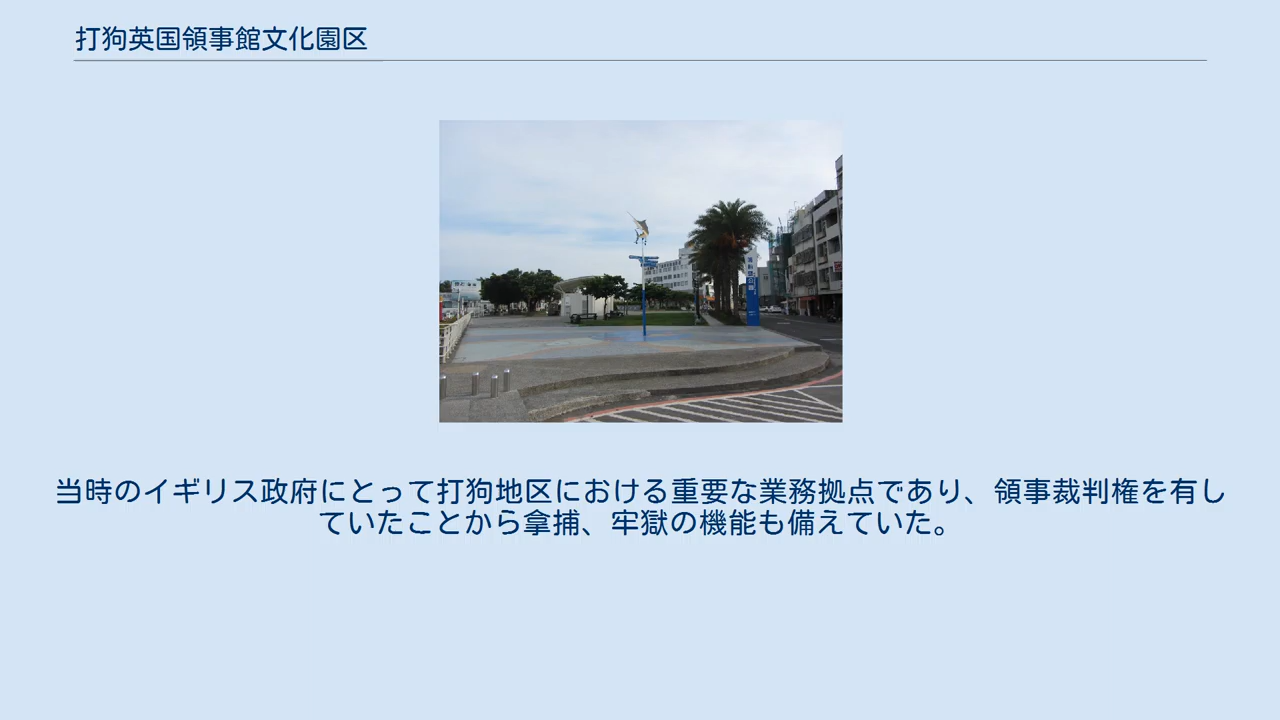 打狗英国領事館文化園区
当時のイギリス政府にとって打狗地区における重要な業務拠点であり、領事裁判権を有し
ていたことから拿捕、牢獄の機能も備えていた。